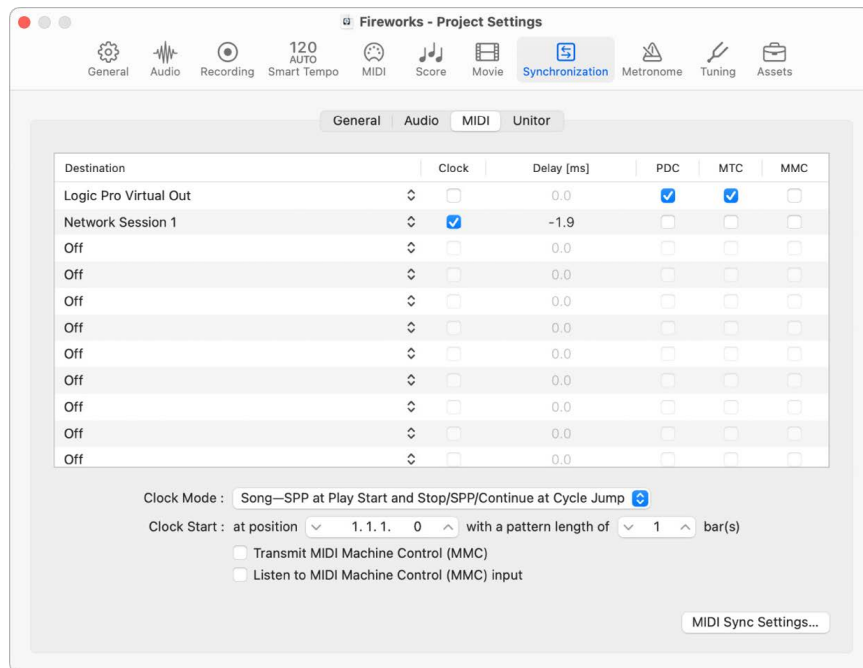 Fireworks - Project Settings
120
AUTO
General Audio Recording Smart Tempo MIDI Score Movie Synchronization Metronome Tuning Assets
General Audio MIDI Unitor
Destination Clock Delay [ms] PDC MTC MMC
Logic Pro Virtual Out 0.0
Network Session 1 -1.9
Off 0.0
Off 0.0
Off 0.0
Off 0.0
Off 0.0
Off 0.0
Off 0.0
Off 0.0
Off 0.0
Clock Mode : Song—SPP at Play Start and Stop/SPP/Continue at Cycle Jump
Clock Start : at position 1. 1. 1. 0 with a pattern length of 1 bar(s)
Transmit MIDI Machine Control (MMC)
Listen to MIDI Machine Control (MMC) input
MIDI Sync Settings...